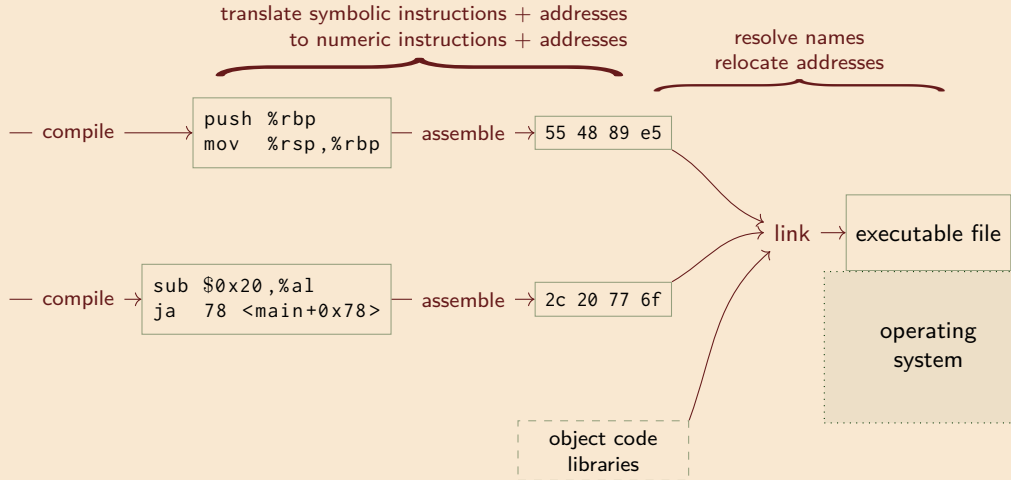 translate symbolic instructions + addresses
to numeric instructions + addresses
resolve names
relocate addresses
compile
push %rbp
mov %rsp,%rbp
assemble
55 48 89 e5
link
executable file
compile
sub $0x20,%al
ja 78 <main+0x78>
assemble
2c 20 77 6f
operating
system
object code
libraries